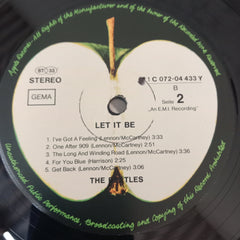 Apple Records · All Rights of the Manufacturer and of the Owner of the Recorded Work Reserved
ST 33
STEREO
GEMA
1 C 072-04 433 Y
B
Seite 2
„An E.M.I. Recording"
LET IT BE
1. I've Got A Feeling (Lennon/McCartney) 3:33
2. One After 909 (Lennon/McCartney) 2:52
3. The Long And Winding Road (Lennon/McCartney) 3:40
4. For You Blue (Harrison) 2:25
5. Get Back (Lennon/McCartney) 3:06
THE BEATLES
Unauthorised Public Performance, Broadcasting and Copying of this Record Prohibited